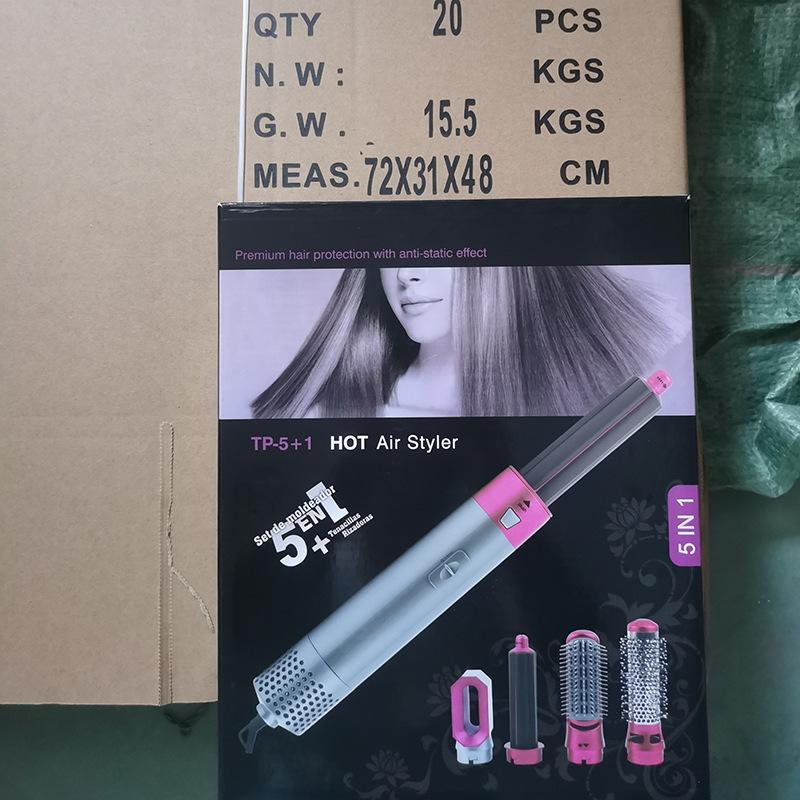 QTY 20 PCS
N.W: KGS
G.W. 15.5 KGS
MEAS. 72X31X48 CM
Premium hair protection with anti-static effect
TP-5+1 HOT Air Styler
Set de moldeador
5 EN 1
+ Tenacillas
Rizadoras
5 IN 1